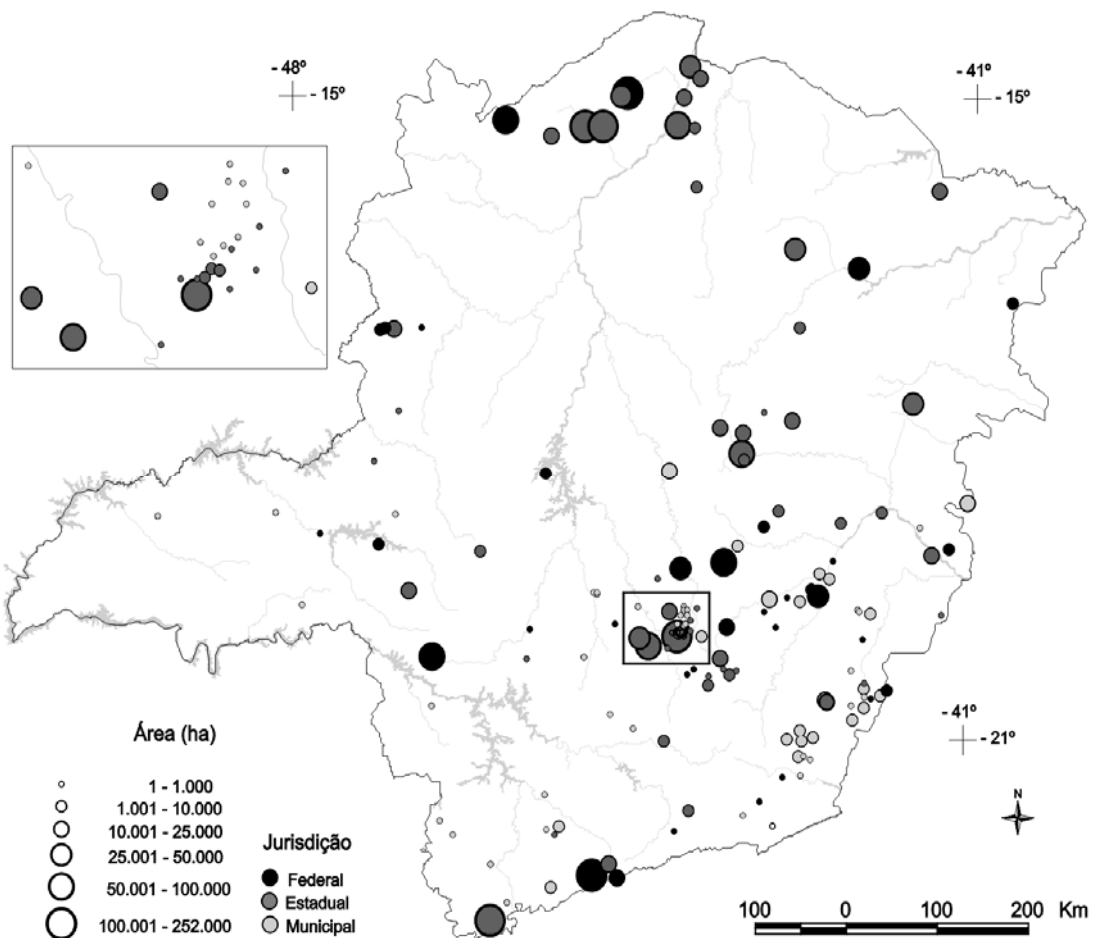 - 48º
- 15º
- 41º
- 15º
- 41º
- 21º
Área (ha)
1 - 1.000
1.001 - 10.000
10.001 - 25.000
25.001 - 50.000
50.001 - 100.000
100.001 - 252.000
Jurisdição
Federal
Estadual
Municipal
N
100 0 100 200 Km